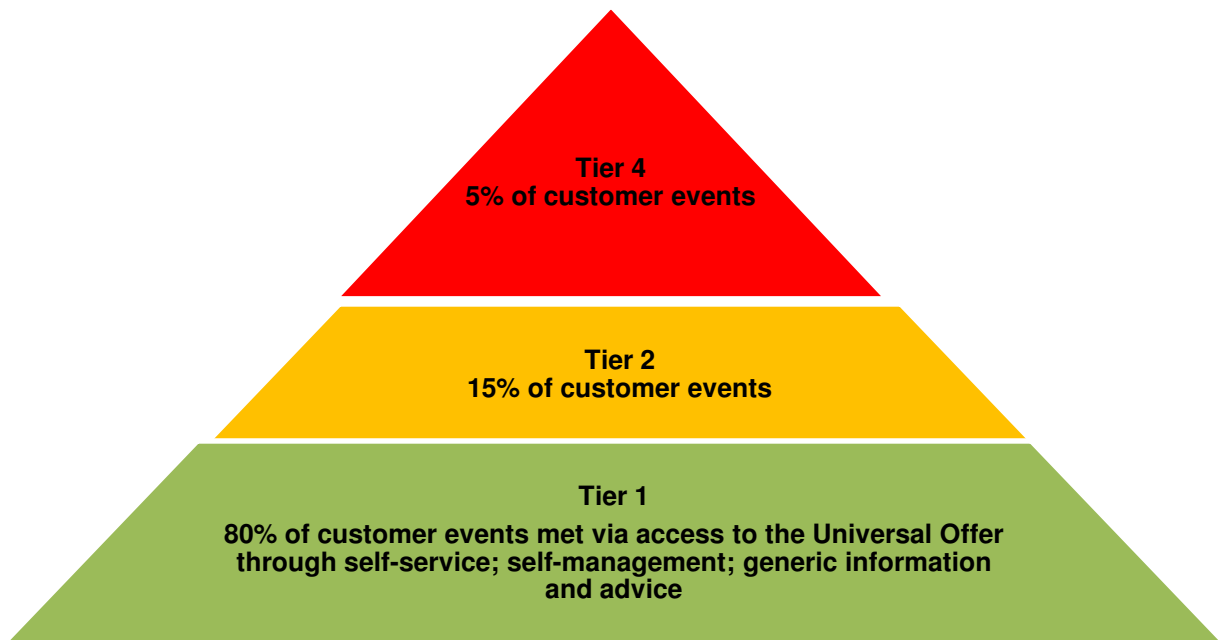 Tier 4
5% of customer events
Tier 2
15% of customer events
Tier 1
80% of customer events met via access to the Universal Offer
through self-service; self-management; generic information
and advice